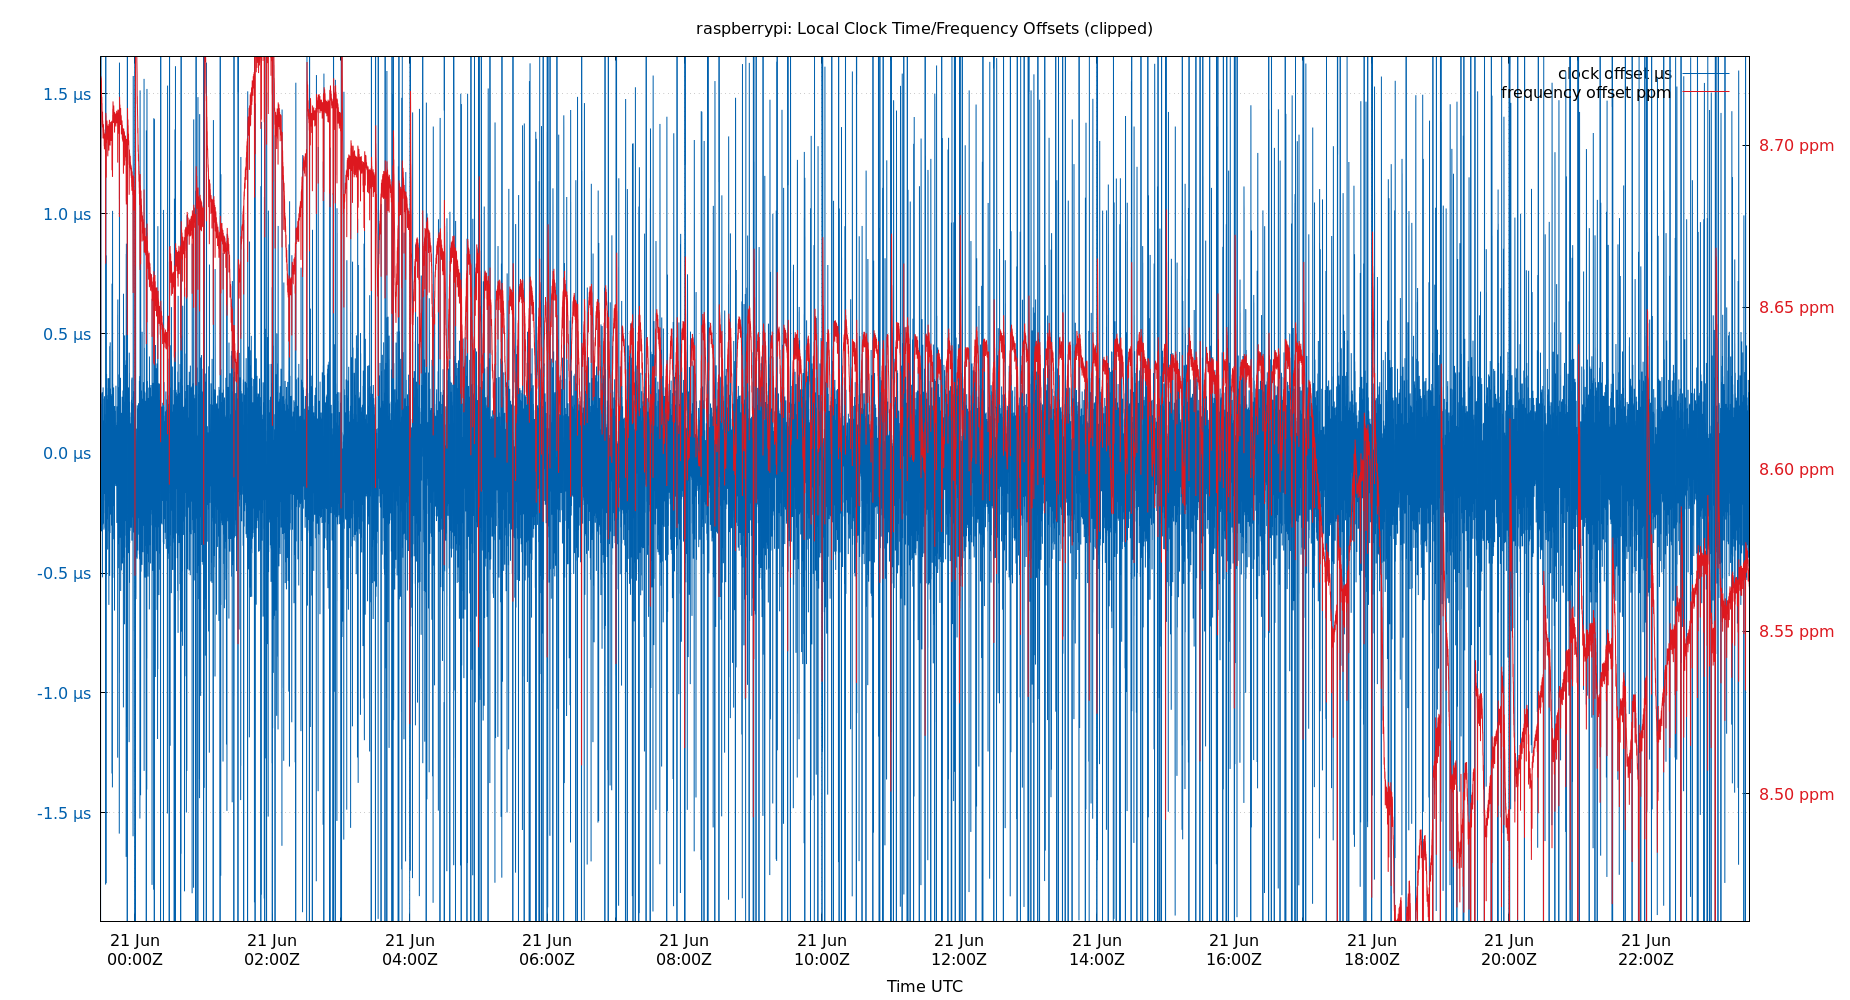 raspberrypi: Local Clock Time/Frequency Offsets (clipped)
clock offset µs
frequency offset ppm
1.5 µs
1.0 µs
0.5 µs
0.0 µs
-0.5 µs
-1.0 µs
-1.5 µs
8.70 ppm
8.65 ppm
8.60 ppm
8.55 ppm
8.50 ppm
21 Jun 21 Jun 21 Jun 21 Jun 21 Jun 21 Jun 21 Jun 21 Jun 21 Jun 21 Jun 21 Jun 21 Jun
00:00Z 02:00Z 04:00Z 06:00Z 08:00Z 10:00Z 12:00Z 14:00Z 16:00Z 18:00Z 20:00Z 22:00Z
Time UTC